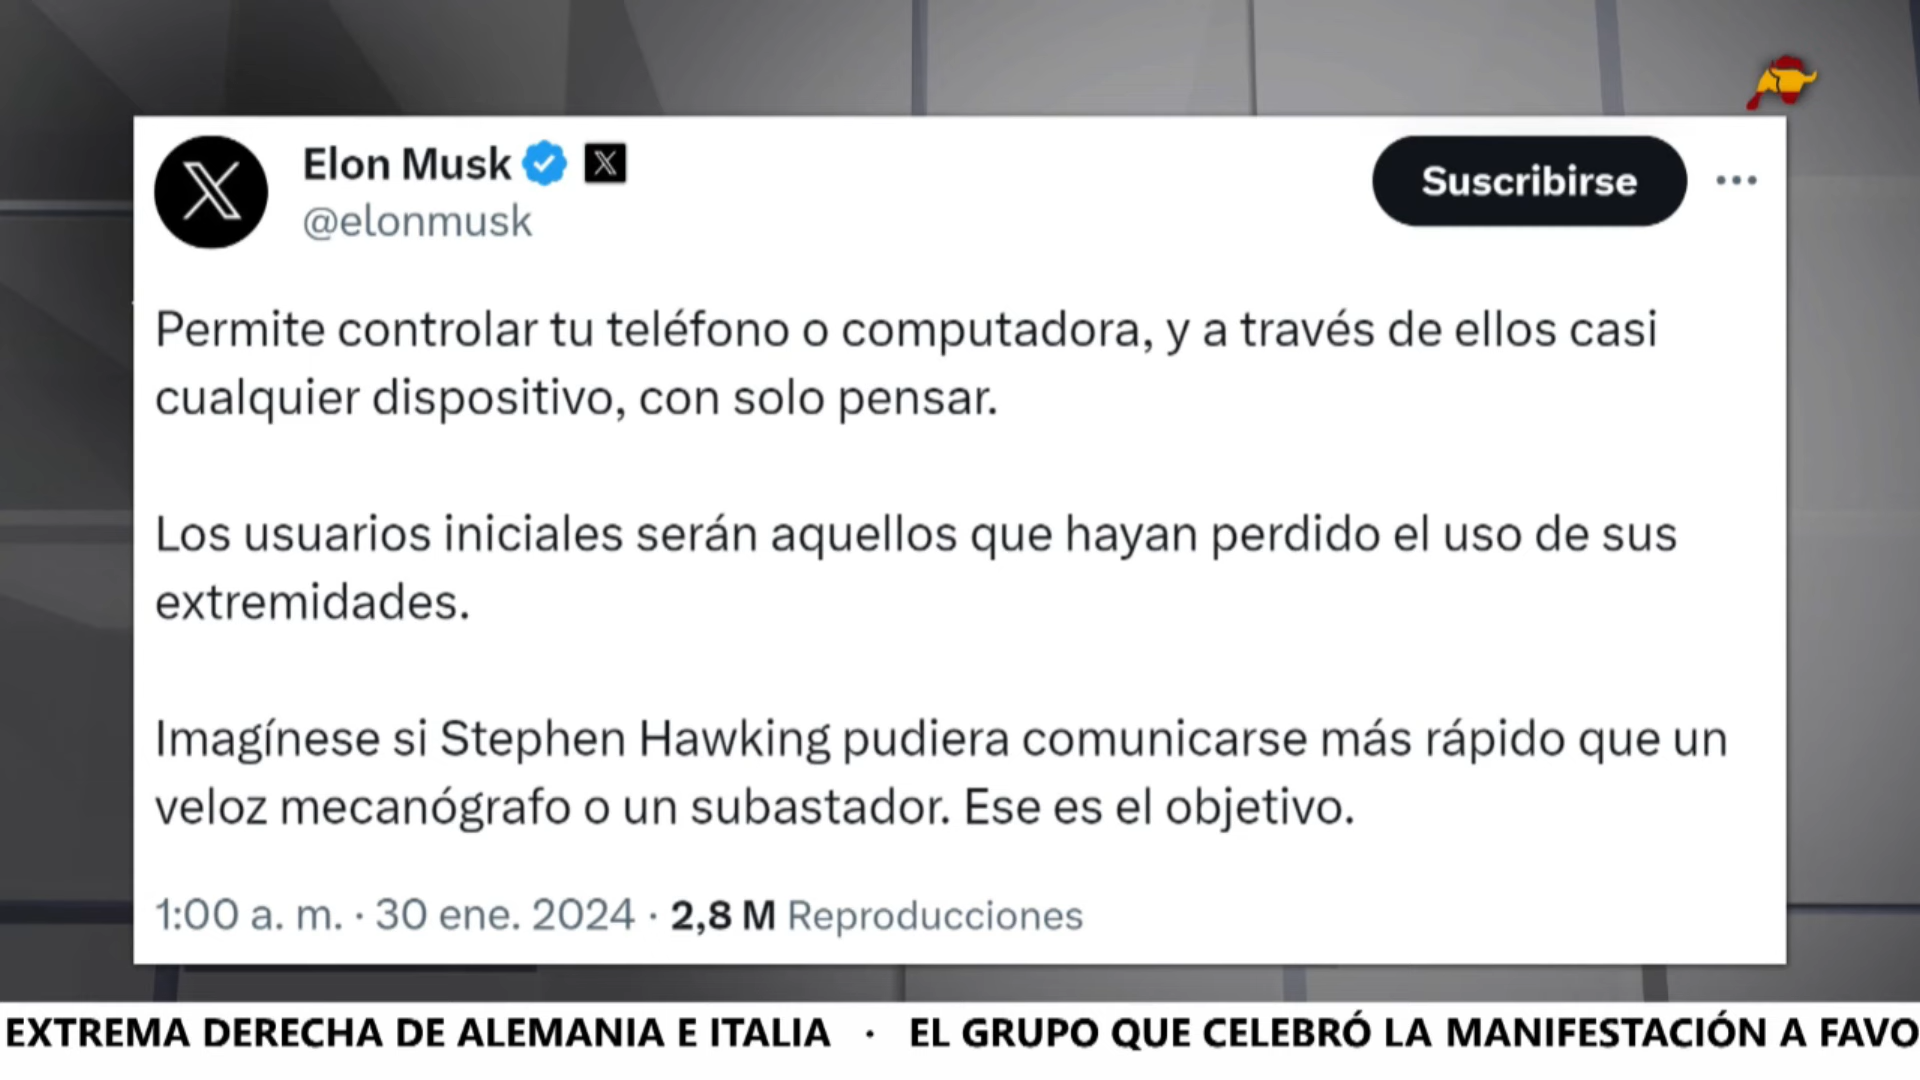 Elon Musk
@elonmusk
Suscribirse
Permite controlar tu teléfono o computadora, y a través de ellos casi
cualquier dispositivo, con solo pensar.
Los usuarios iniciales serán aquellos que hayan perdido el uso de sus
extremidades.
Imagínese si Stephen Hawking pudiera comunicarse más rápido que un
veloz mecanógrafo o un subastador. Ese es el objetivo.
1:00 a. m. · 30 ene. 2024 · 2,8 M Reproducciones
EXTREMA DERECHA DE ALEMANIA E ITALIA · EL GRUPO QUE CELEBRÓ LA MANIFESTACIÓN A FAVO